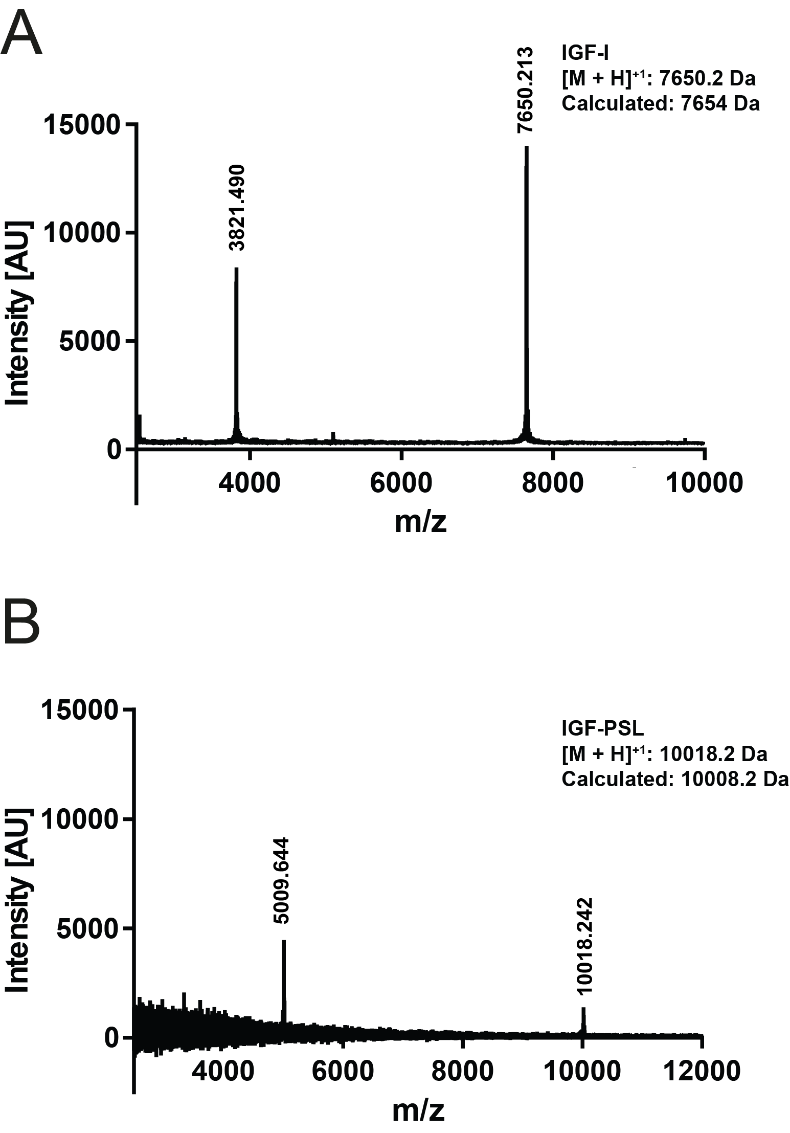 A
IGF-I
[M + H]+1: 7650.2 Da
Calculated: 7654 Da
7650.213
3821.490
15000
10000
5000
0
Intensity [AU]
4000 6000 8000 10000
m/z
B
IGF-PSL
[M + H]+1: 10018.2 Da
Calculated: 10008.2 Da
5009.644
10018.242
15000
10000
5000
0
Intensity [AU]
4000 6000 8000 10000 12000
m/z